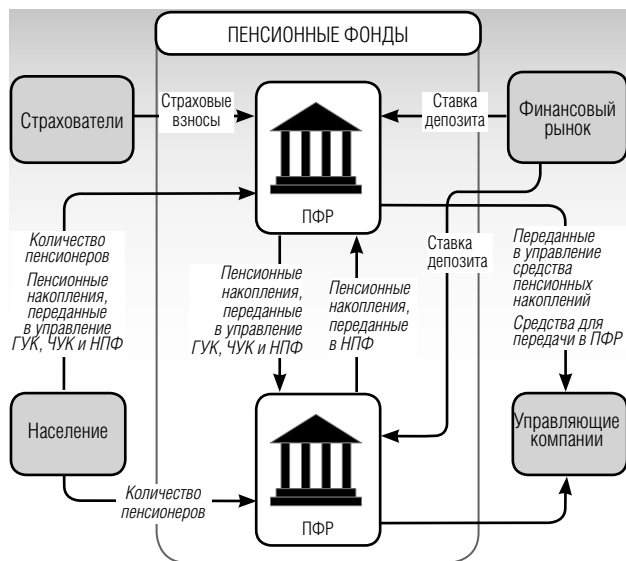 ПЕНСИОННЫЕ ФОНДЫ
Страхователи
Страховые
взносы
ПФР
Ставка
депозита
Финансовый
рынок
Количество
пенсионеров
Пенсионные
накопления,
переданные
в управление
ГУК, ЧУК и НПФ
Пенсионные
накопления,
переданные
в управление
ГУК, ЧУК и НПФ
Пенсионные
накопления,
переданные
в НПФ
Ставка
депозита
Переданные
в управление
средства
пенсионных
накоплений
Средства для
передачи в ПФР
Население
Количество
пенсионеров
ПФР
Управляющие
компании